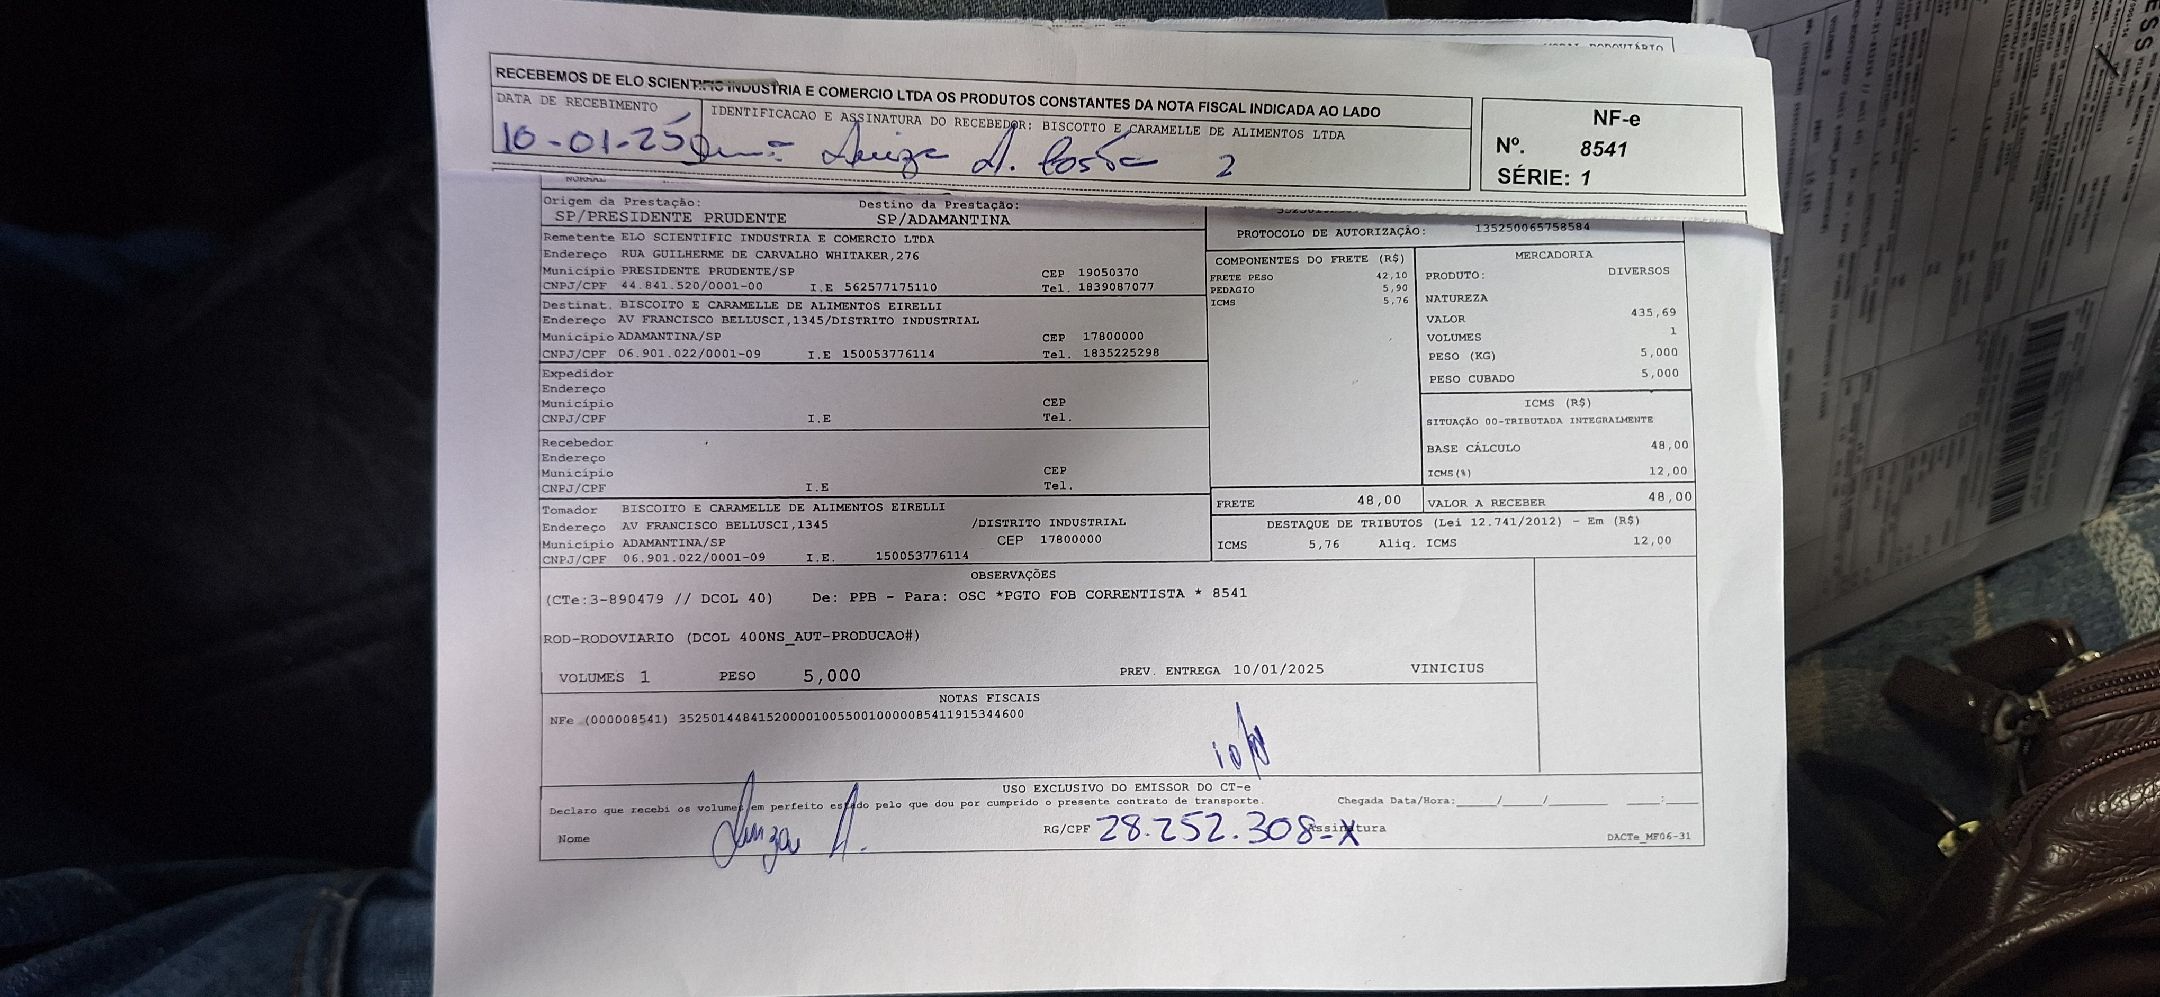 RECEBEMOS DE ELO SCIENTIFIC INDUSTRIA E COMERCIO LTDA OS PRODUTOS CONSTANTES DA NOTA FISCAL INDICADA AO LADO
DATA DE RECEBIMENTO
IDENTIFICACAO E ASSINATURA DO RECEBEDOR: BISCOTTO E CARAMELLE DE ALIMENTOS LTDA
10-01-25 Luiza A. Costa 2
NF-e
Nº. 8541
SÉRIE: 1
NORMAL
Origem da Prestação: Destino da Prestação:
SP/PRESIDENTE PRUDENTE SP/ADAMANTINA
PROTOCOLO DE AUTORIZAÇÃO: 135250065758584
Remetente ELO SCIENTIFIC INDUSTRIA E COMERCIO LTDA
Endereço RUA GUILHERME DE CARVALHO WHITAKER,276
Município PRESIDENTE PRUDENTE/SP CEP 19050370
CNPJ/CPF 44.841.520/0001-00 I.E 562577175110 Tel. 1839087077
Destinat. BISCOITO E CARAMELLE DE ALIMENTOS EIRELLI
Endereço AV FRANCISCO BELLUSCI,1345/DISTRITO INDUSTRIAL
Município ADAMANTINA/SP CEP 17800000
CNPJ/CPF 06.901.022/0001-09 I.E 150053776114 Tel. 1835225298
Expedidor
Endereço
Município CEP
CNPJ/CPF I.E Tel.
Recebedor
Endereço
Município CEP
CNPJ/CPF I.E Tel.
Tomador BISCOITO E CARAMELLE DE ALIMENTOS EIRELLI
Endereço AV FRANCISCO BELLUSCI,1345 /DISTRITO INDUSTRIAL
Município ADAMANTINA/SP CEP 17800000
CNPJ/CPF 06.901.022/0001-09 I.E. 150053776114
COMPONENTES DO FRETE (R$)
FRETE PESO 42,10
PEDAGIO 5,90
ICMS 5,76
MERCADORIA
PRODUTO: DIVERSOS
NATUREZA
VALOR 435,69
VOLUMES 1
PESO (KG) 5,000
PESO CUBADO 5,000
ICMS (R$)
SITUAÇÃO 00-TRIBUTADA INTEGRALMENTE
BASE CÁLCULO 48,00
ICMS(%) 12,00
FRETE 48,00 VALOR A RECEBER 48,00
DESTAQUE DE TRIBUTOS (Lei 12.741/2012) - Em (R$)
ICMS 5,76 Aliq. ICMS 12,00
OBSERVAÇÕES
(CTe:3-890479 // DCOL 40) De: PPB - Para: OSC *PGTO FOB CORRENTISTA * 8541
ROD-RODOVIARIO (DCOL 400NS_AUT-PRODUCAO#)
VOLUMES 1 PESO 5,000 PREV. ENTREGA 10/01/2025 VINICIUS
NOTAS FISCAIS
NFe (000008541) 35250144841520000100550010000085411915344600
USO EXCLUSIVO DO EMISSOR DO CT-e
Declaro que recebi os volumes em perfeito estado pelo que dou por cumprido o presente contrato de transporte. Chegada Data/Hora:____/____/______ ____:____
Nome Luiza A. RG/CPF 28.252.308-X Assinatura
DACTe_MF06-31